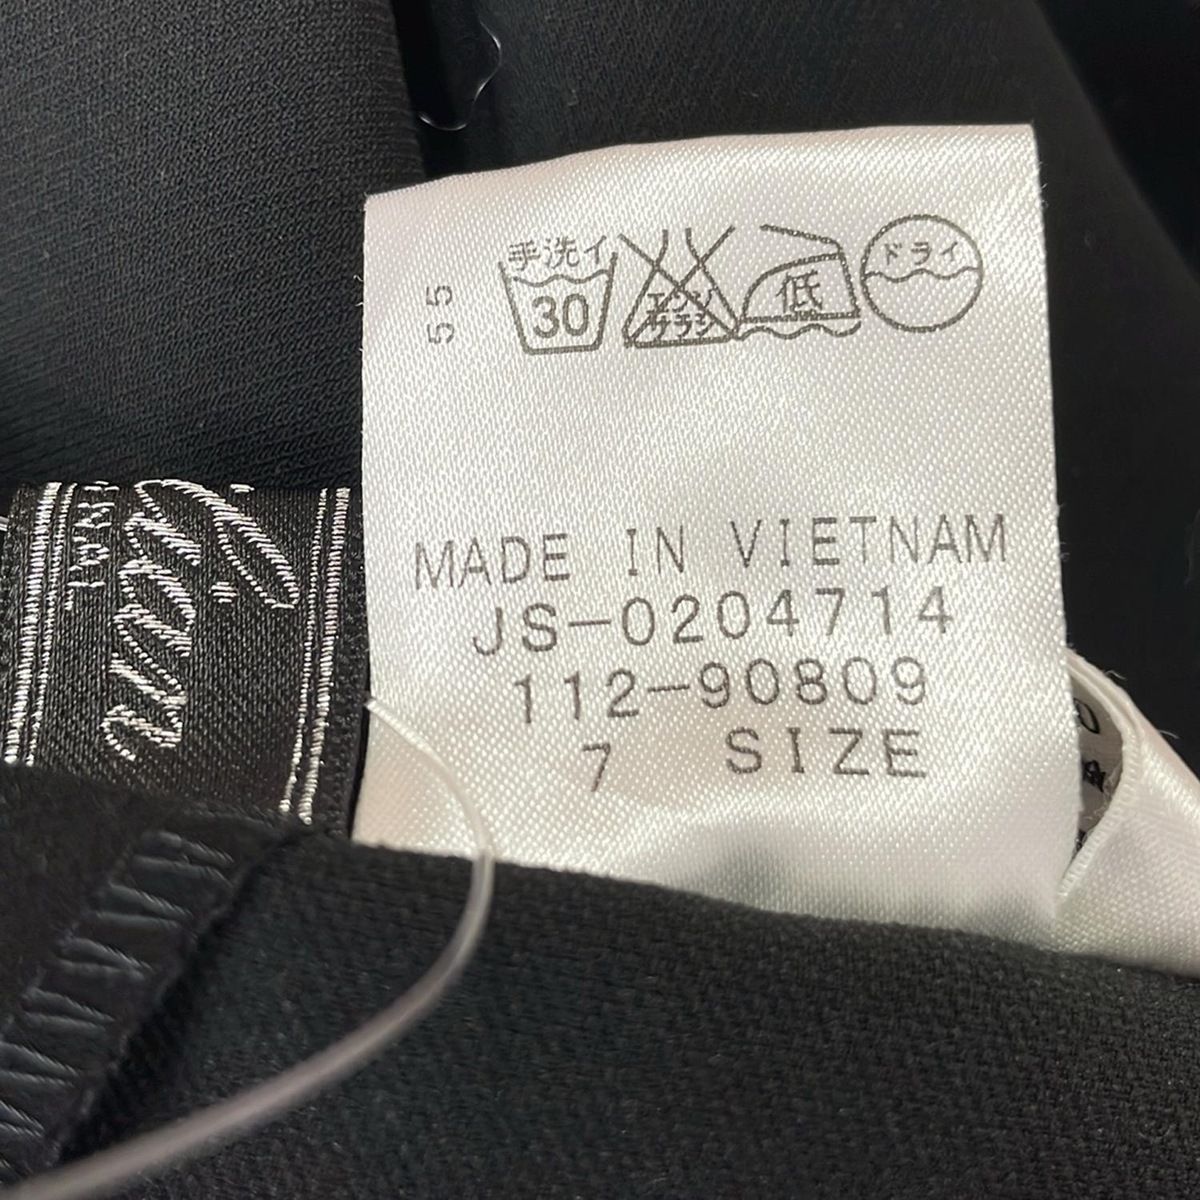 手洗イ
30
エンソ
サラシ
低
ドライ
55
MADE IN VIETNAM
JS-0204714
112-90809
7 SIZE